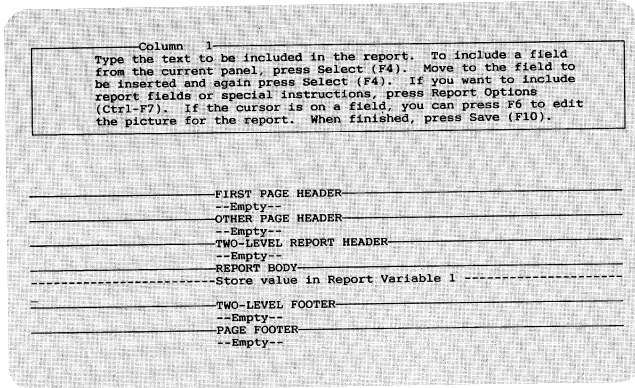 Column 1
Type the text to be included in the report. To include a field
from the current panel, press Select (F4). Move to the field to
be inserted and again press Select (F4). If you want to include
report fields or special instructions, press Report Options
(Ctrl-F7). If the cursor is on a field, you can press F6 to edit
the picture for the report. When finished, press Save (F10).
FIRST PAGE HEADER
--Empty--
OTHER PAGE HEADER
--Empty--
TWO-LEVEL REPORT HEADER
--Empty--
REPORT BODY
Store value in Report Variable 1
TWO-LEVEL FOOTER
--Empty--
PAGE FOOTER
--Empty--